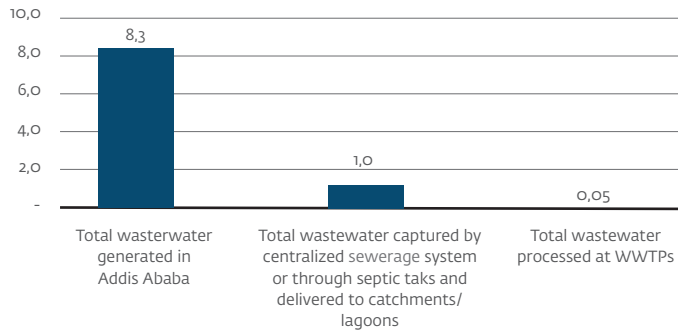 10,0
8,0
6,0
4,0
2,0
-
8,3
1,0
0,05
Total wasterwater
generated in
Addis Ababa
Total wastewater captured by
centralized sewerage system
or through septic taks and
delivered to catchments/
lagoons
Total wastewater
processed at WWTPs